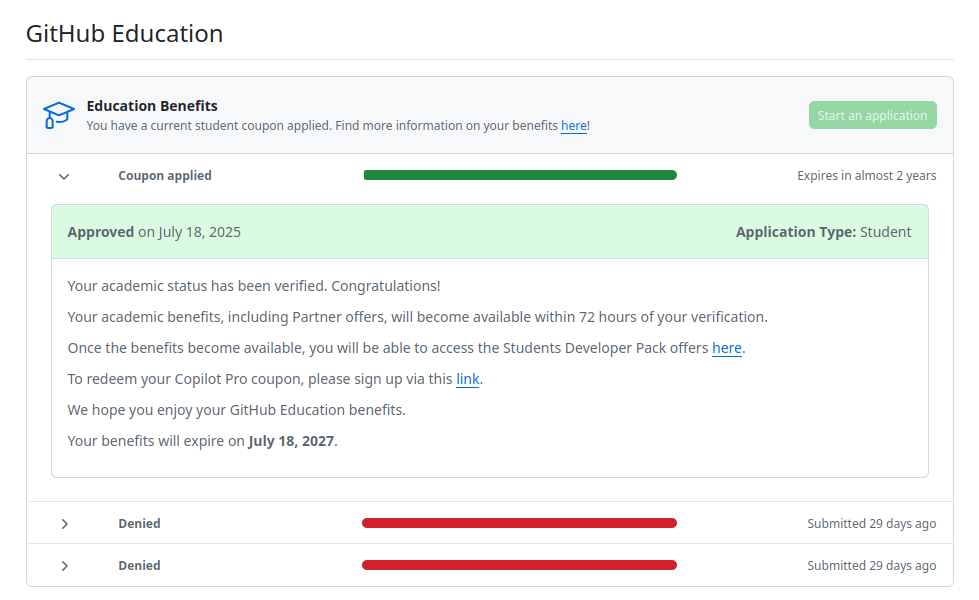 GitHub Education
Education Benefits
You have a current student coupon applied. Find more information on your benefits here!
Start an application
Coupon applied
Expires in almost 2 years
Approved on July 18, 2025
Application Type: Student
Your academic status has been verified. Congratulations!
Your academic benefits, including Partner offers, will become available within 72 hours of your verification.
Once the benefits become available, you will be able to access the Students Developer Pack offers here.
To redeem your Copilot Pro coupon, please sign up via this link.
We hope you enjoy your GitHub Education benefits.
Your benefits will expire on July 18, 2027.
Denied
Submitted 29 days ago
Denied
Submitted 29 days ago